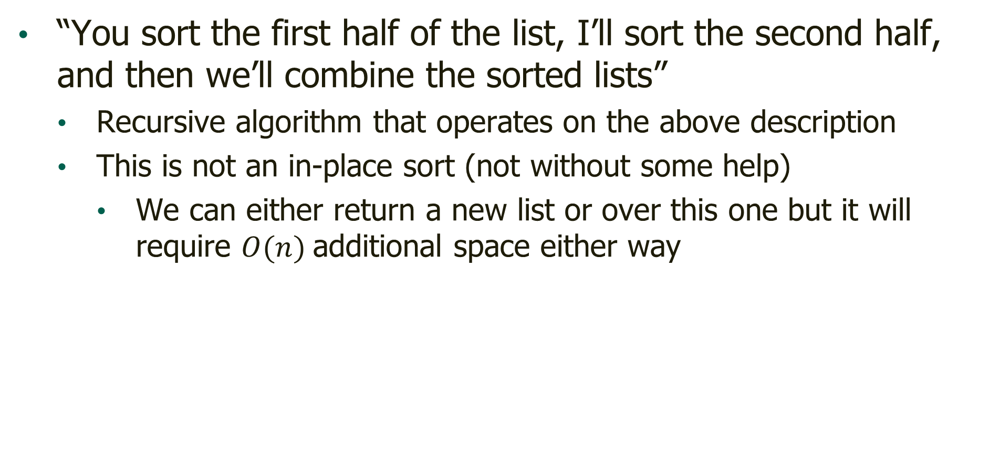 • “You sort the first half of the list, I’ll sort the second half,
and then we’ll combine the sorted lists”
• Recursive algorithm that operates on the above description
• This is not an in-place sort (not without some help)
• We can either return a new list or over this one but it will
require O(n) additional space either way